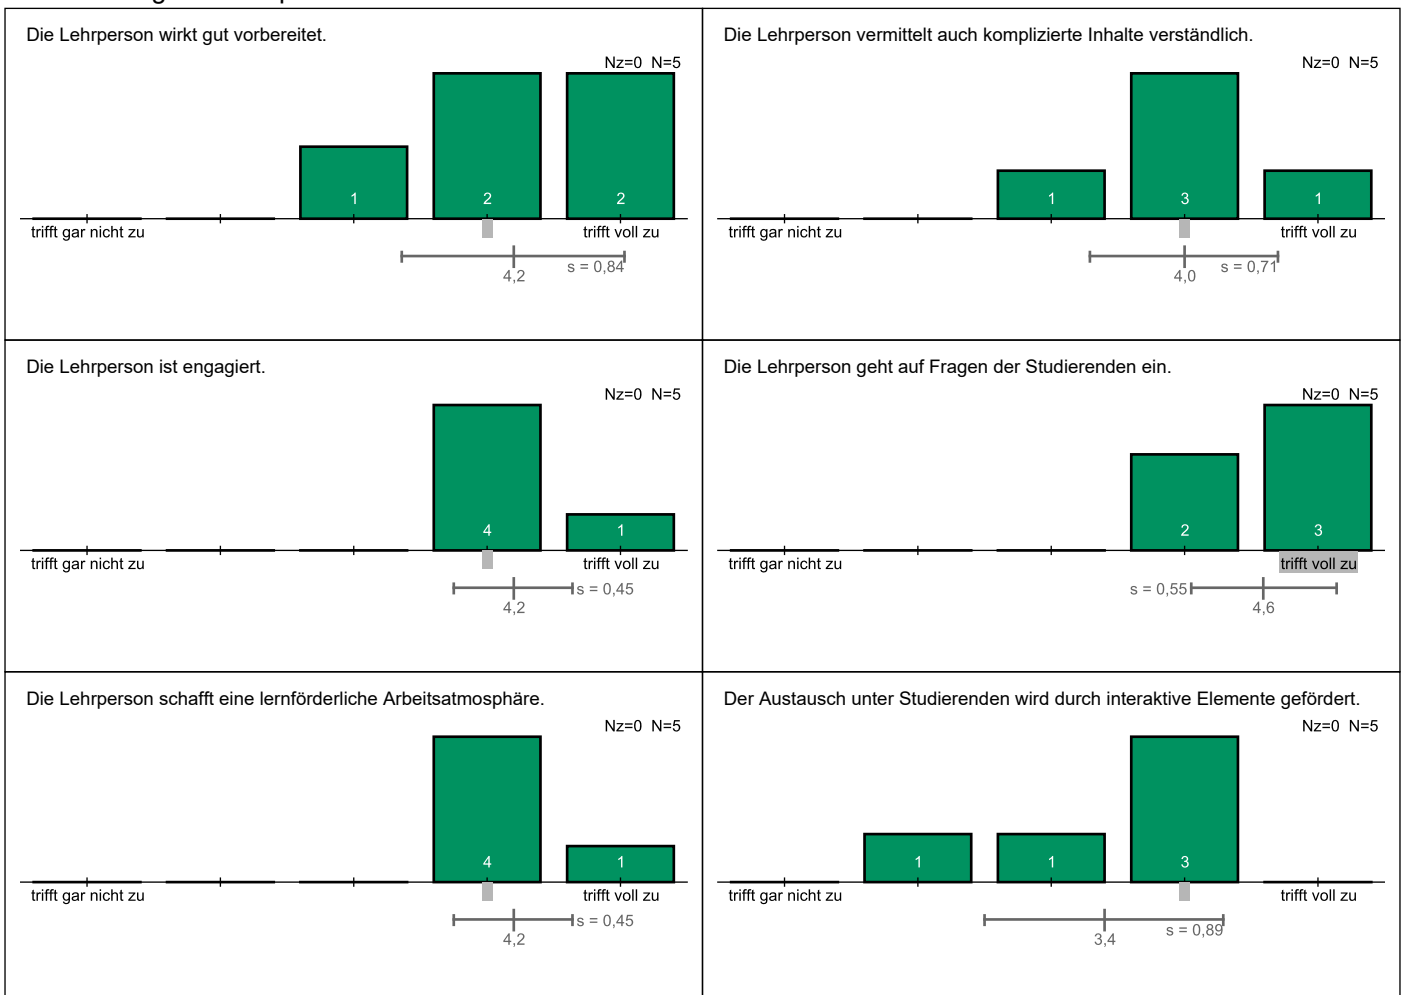 Die Lehrperson wirkt gut vorbereitet.
Nz=0 N=5
1 2 2
trifft gar nicht zu trifft voll zu
4,2 s = 0,84
Die Lehrperson vermittelt auch komplizierte Inhalte verständlich.
Nz=0 N=5
1 3 1
trifft gar nicht zu trifft voll zu
4,0 s = 0,71
Die Lehrperson ist engagiert.
Nz=0 N=5
4 1
trifft gar nicht zu trifft voll zu
4,2 s = 0,45
Die Lehrperson geht auf Fragen der Studierenden ein.
Nz=0 N=5
2 3
trifft gar nicht zu trifft voll zu
s = 0,55 4,6
Die Lehrperson schafft eine lernförderliche Arbeitsatmosphäre.
Nz=0 N=5
4 1
trifft gar nicht zu trifft voll zu
4,2 s = 0,45
Der Austausch unter Studierenden wird durch interaktive Elemente gefördert.
Nz=0 N=5
1 1 3
trifft gar nicht zu trifft voll zu
3,4 s = 0,89